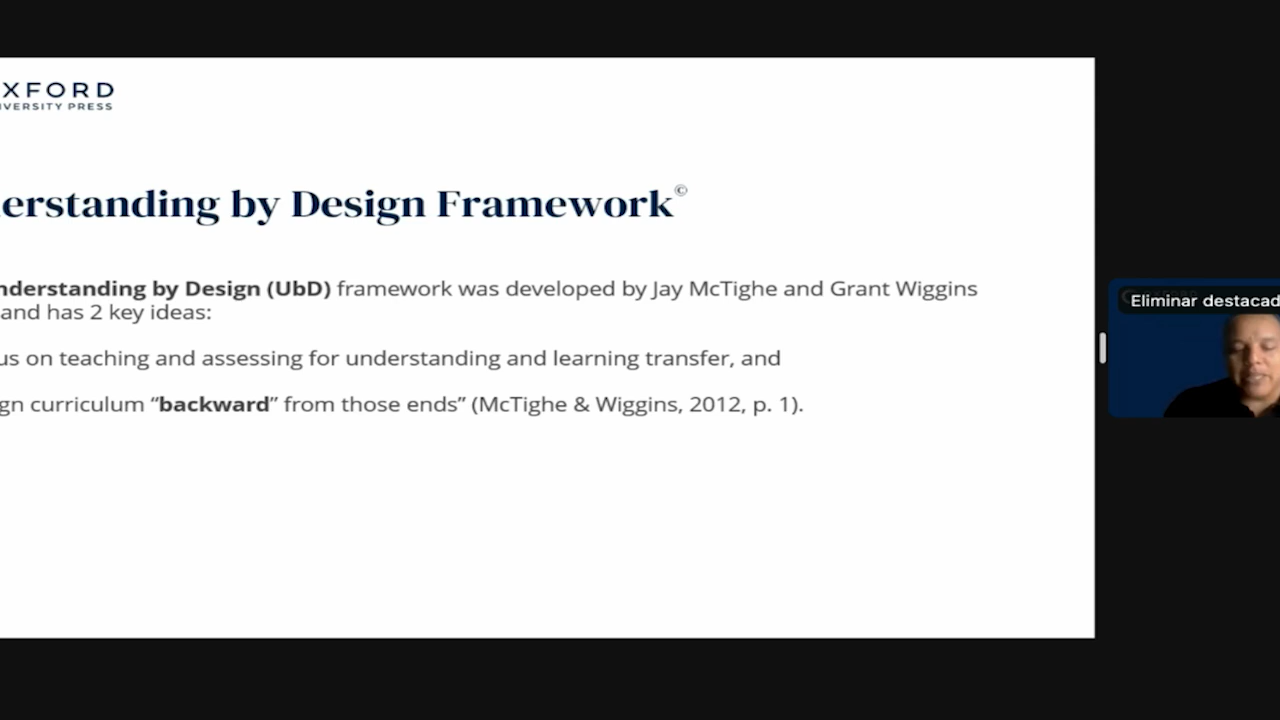 XFORD
IVERSITY PRESS
erstanding by Design Framework©
nderstanding by Design (UbD) framework was developed by Jay McTighe and Grant Wiggins
and has 2 key ideas:
us on teaching and assessing for understanding and learning transfer, and
gn curriculum “backward” from those ends” (McTighe & Wiggins, 2012, p. 1).
Eliminar destacad